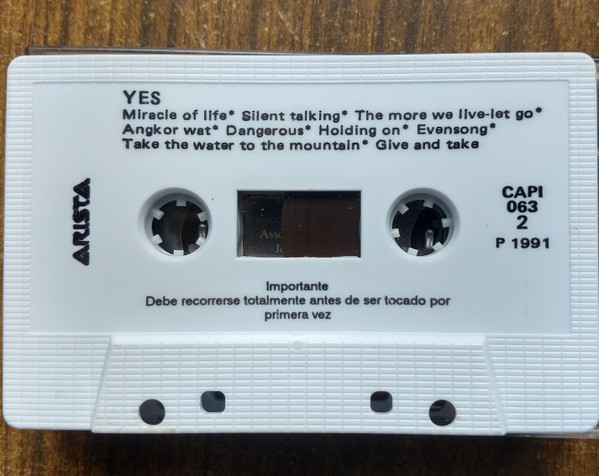 YES
Miracle of life* Silent talking* The more we live-let go*
Angkor wat* Dangerous* Holding on* Evensong*
Take the water to the mountain* Give and take
ARISTA
CAPI
063
2
P 1991
Importante
Debe recorrerse totalmente antes de ser tocado por
primera vez